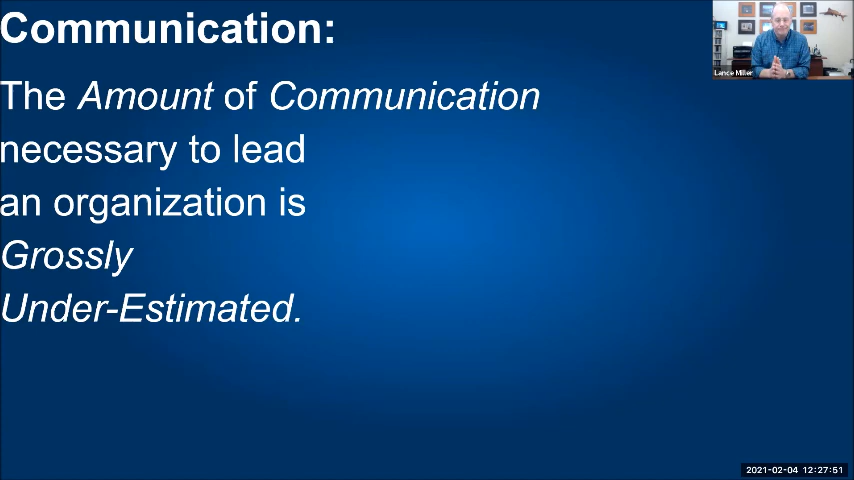 Communication:
The Amount of Communication
necessary to lead
an organization is
Grossly
Under-Estimated.
Lance Miller
2021-02-04 12:27:51